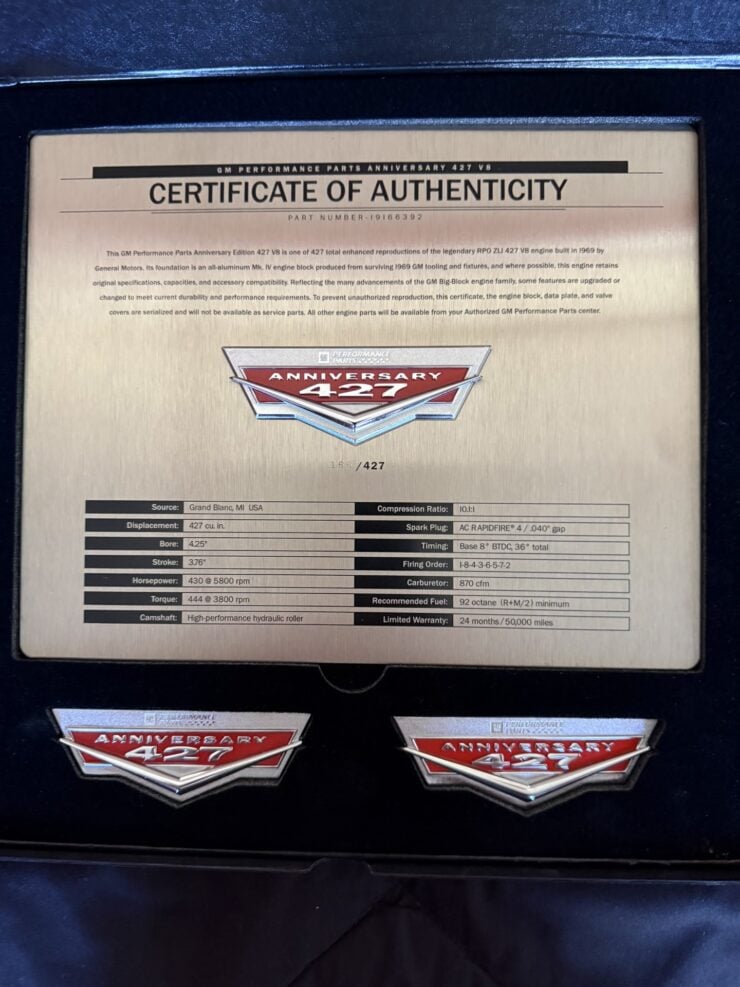 GM PERFORMANCE PARTS ANNIVERSARY 427 V8
CERTIFICATE OF AUTHENTICITY
PART NUMBER-19166392
This GM Performance Parts Anniversary Edition 427 V8 is one of 427 total enhanced reproductions of the legendary RPO ZL1 427 V8 engine built in 1969 by
General Motors. Its foundation is an all-aluminum Mk. IV engine block produced from surviving 1969 GM tooling and fixtures, and where possible, this engine retains
original specifications, capacities, and accessory compatibility. Reflecting the many advancements of the GM Big-Block engine family, some features are upgraded or
changed to meet current durability and performance requirements. To prevent unauthorized reproduction, this certificate, the engine block, data plate, and valve
covers are serialized and will not be available as service parts. All other engine parts will be available from your Authorized GM Performance Parts center.
GM PERFORMANCE
PARTS
ANNIVERSARY
427
/427
Source: Grand Blanc, MI USA Compression Ratio: 10.1:1
Displacement: 427 cu. in. Spark Plug: AC RAPIDFIRE® 4 / .040" gap
Bore: 4.25" Timing: Base 8° BTDC, 36° total
Stroke: 3.76" Firing Order: 1-8-4-3-6-5-7-2
Horsepower: 430 @ 5800 rpm Carburetor: 870 cfm
Torque: 444 @ 3800 rpm Recommended Fuel: 92 octane (R+M/2) minimum
Camshaft: High-performance hydraulic roller Limited Warranty: 24 months/50,000 miles
GM PERFORMANCE
PARTS
ANNIVERSARY
427
GM PERFORMANCE
PARTS
ANNIVERSARY
427